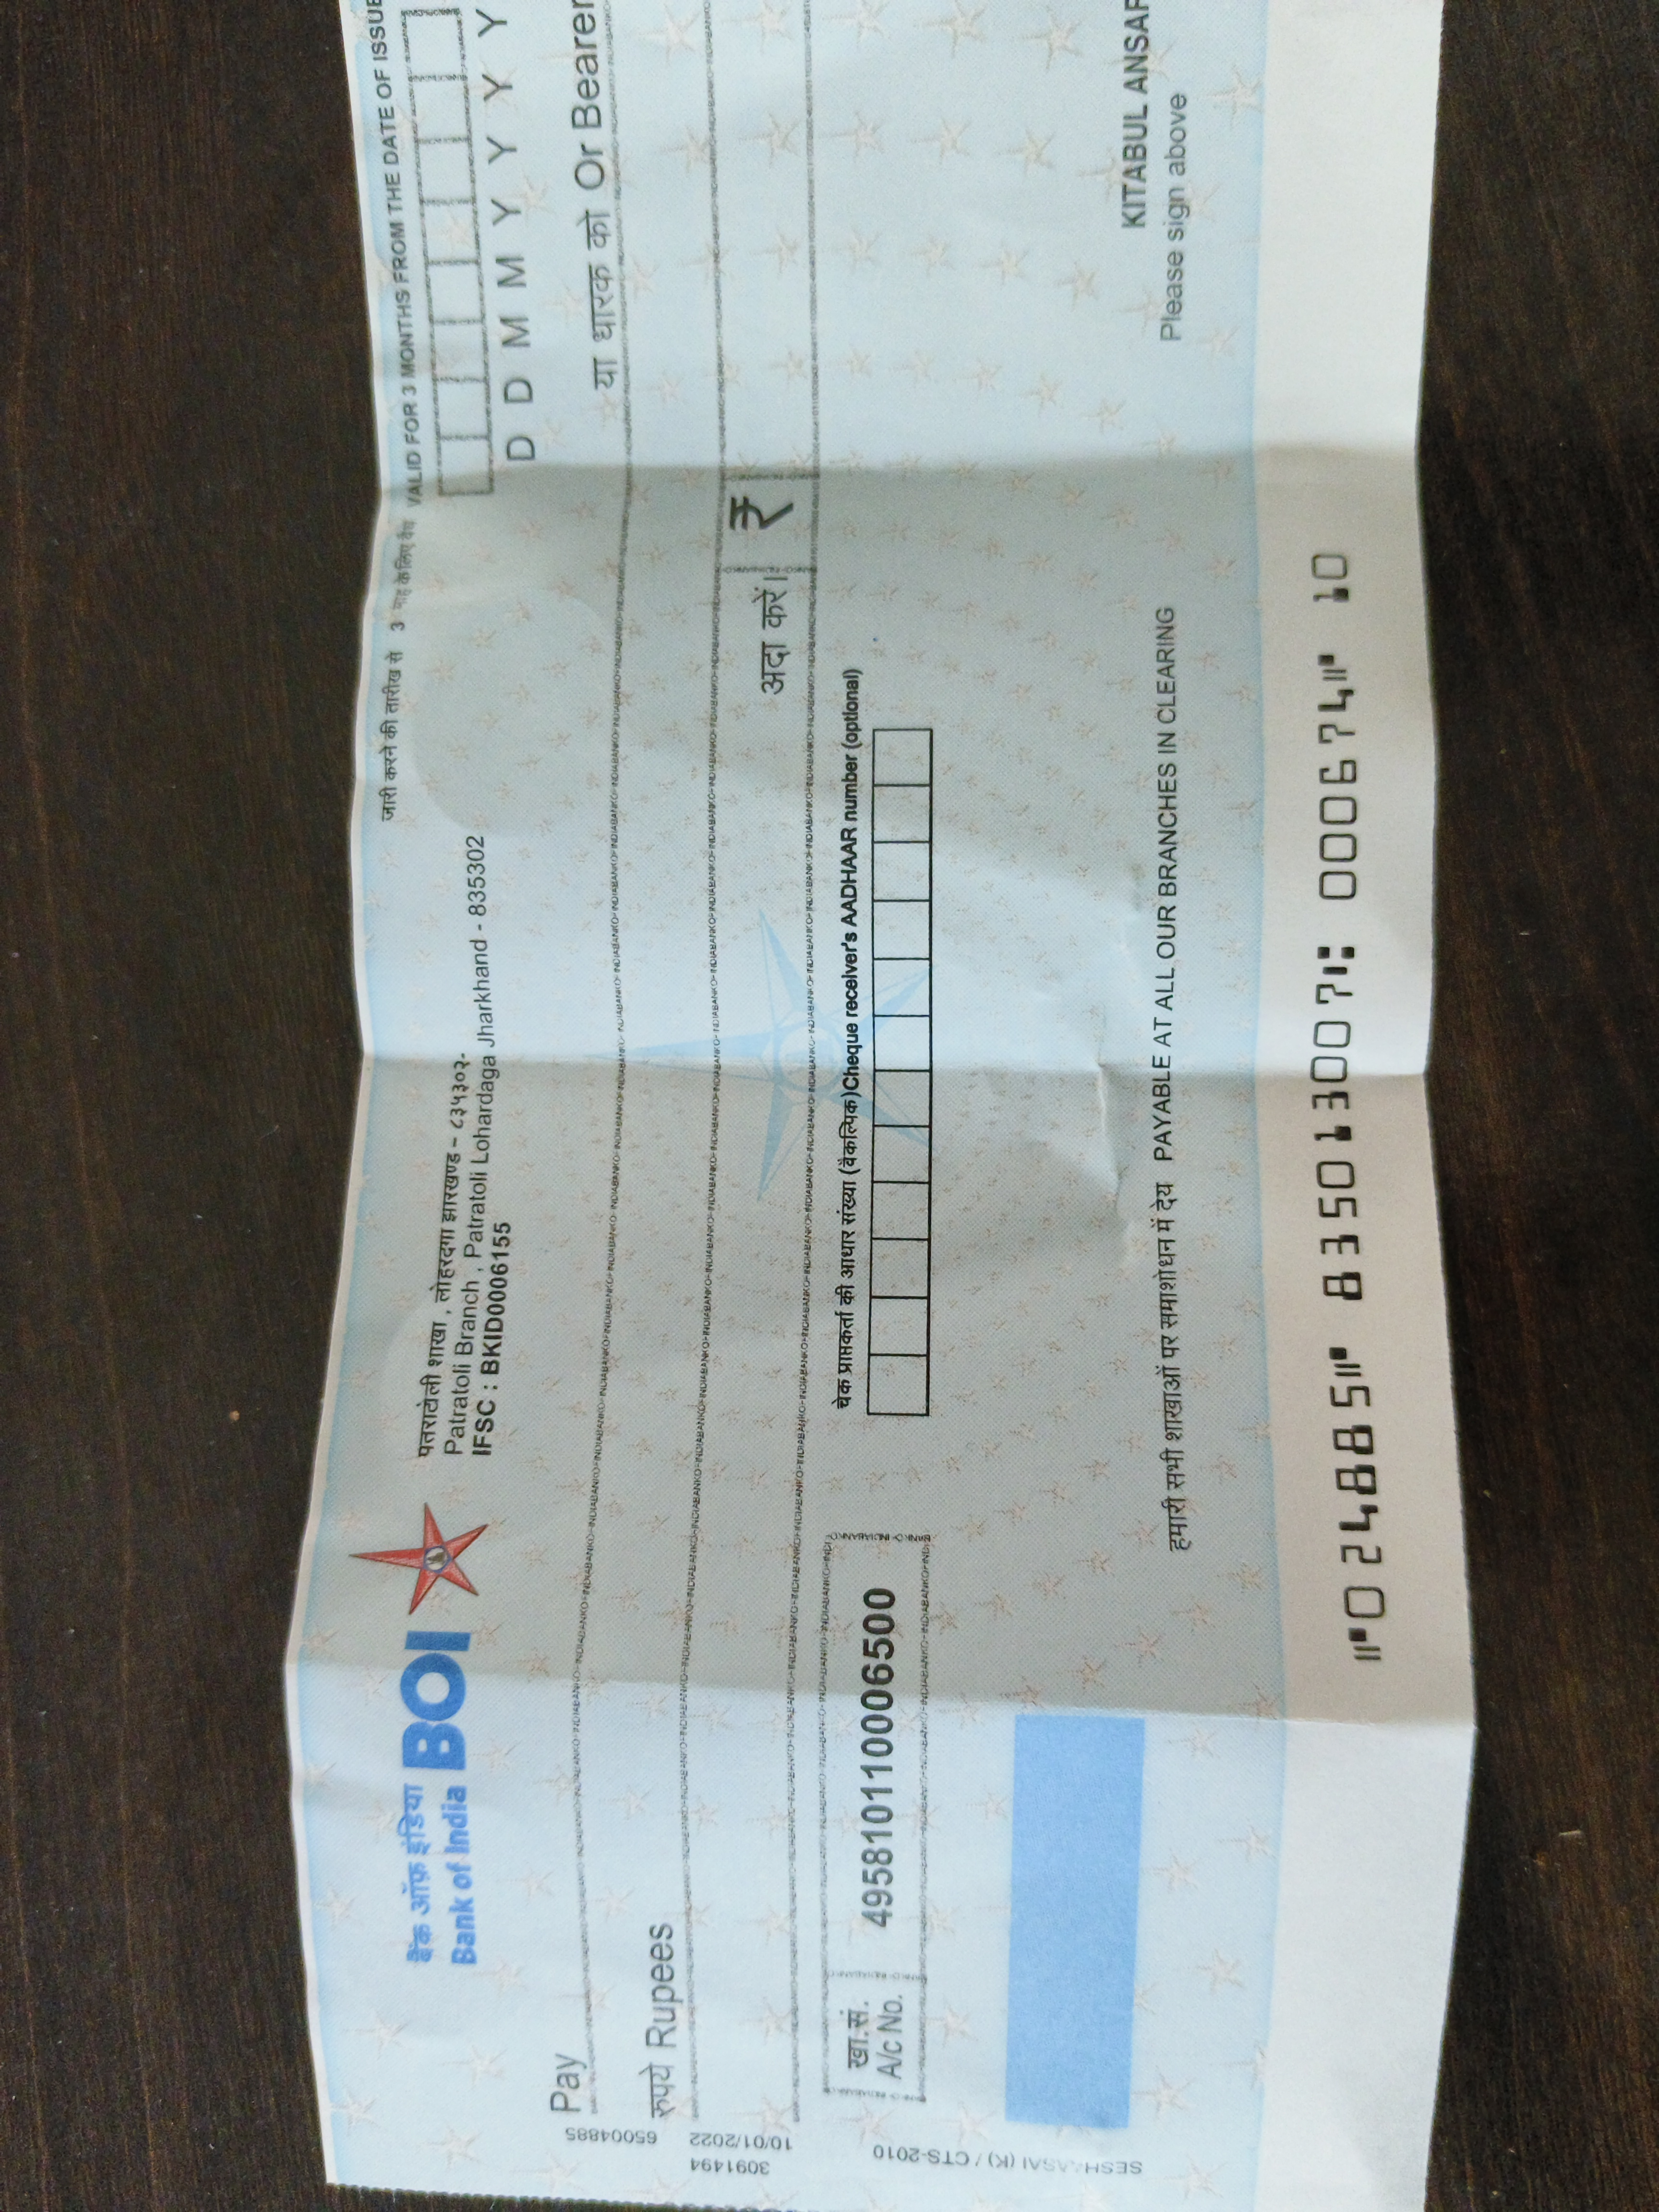 जारी करने की तारीख से 3 माह के लिए वैध VALID FOR 3 MONTHS FROM THE DATE OF ISSUE
बैंक ऑफ़ इंडिया
Bank of India BOI
पतराटोली शाखा , लोहरदगा झारखण्ड - ८३५३०२.
Patratoli Branch , Patratoli Lohardaga Jharkhand - 835302
IFSC : BKID0006155
D D M M Y Y Y Y
Pay
या धारक को Or Bearer
रुपये Rupees
अदा करें। ₹
खा.सं.
A/c No. 495810110006500
चेक प्राप्तकर्ता की आधार संख्या (वैकल्पिक)Cheque receiver's AADHAAR number (optional)
KITABUL ANSAR
Please sign above
हमारी सभी शाखाओं पर समाशोधन में देय PAYABLE AT ALL OUR BRANCHES IN CLEARING
⑈024885⑈ 835013007⑆ 000674⑈ 10
65004885
10/01/2022
3091494
SESHAASAI (K) / CTS-2010